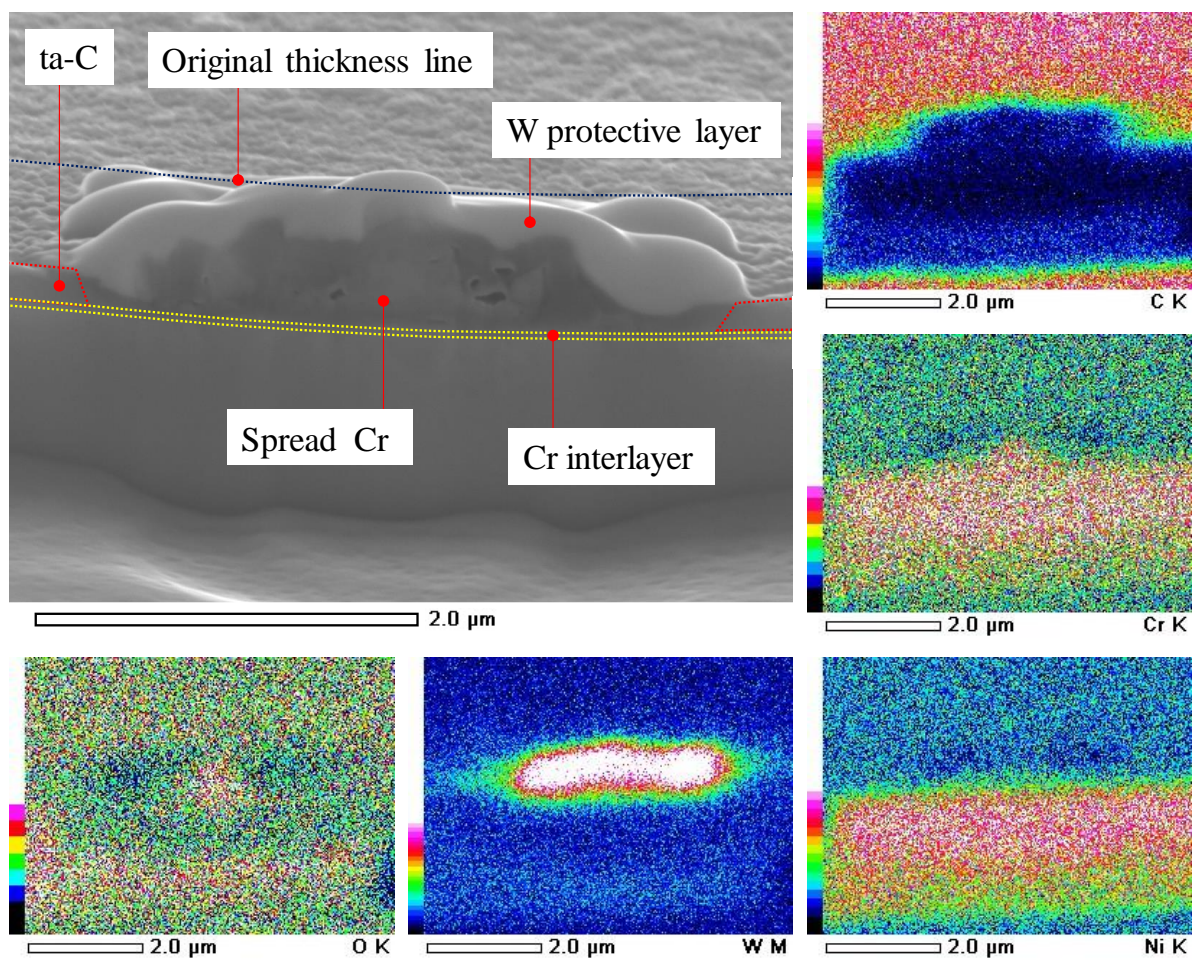 ta-C
Original thickness line
W protective layer
Spread Cr
Cr interlayer
2.0 μm
2.0 μm
C K
2.0 μm
Cr K
2.0 μm
O K
2.0 μm
W M
2.0 μm
Ni K